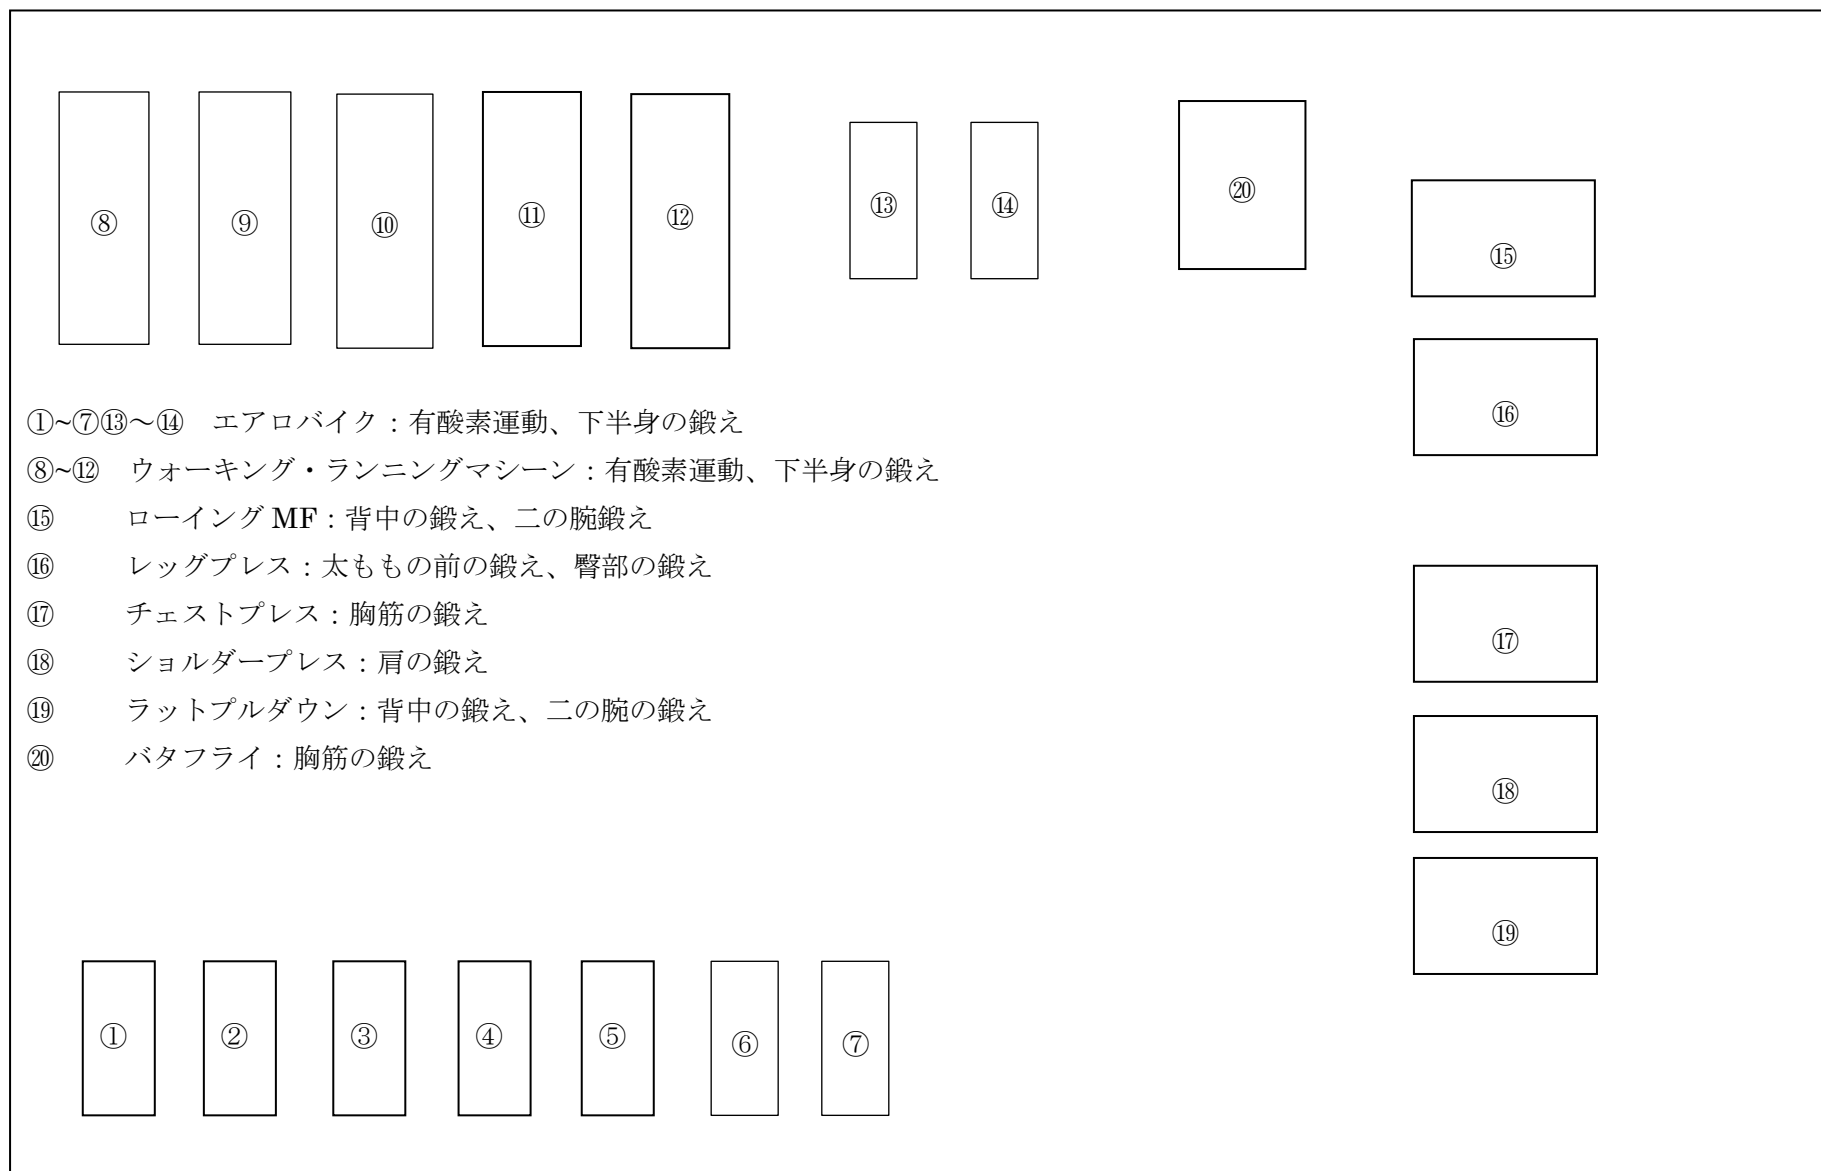 ⑧
⑨
⑩
⑪
⑫
⑬
⑭
⑳
⑮
⑯
①~⑦⑬～⑭　エアロバイク：有酸素運動、下半身の鍛え
⑧~⑫　ウォーキング・ランニングマシーン：有酸素運動、下半身の鍛え
⑮　ローイング MF：背中の鍛え、二の腕鍛え
⑯　レッグプレス：太ももの前の鍛え、臀部の鍛え
⑰　チェストプレス：胸筋の鍛え
⑱　ショルダープレス：肩の鍛え
⑲　ラットプルダウン：背中の鍛え、二の腕の鍛え
⑳　バタフライ：胸筋の鍛え
⑰
⑱
⑲
①
②
③
④
⑤
⑥
⑦